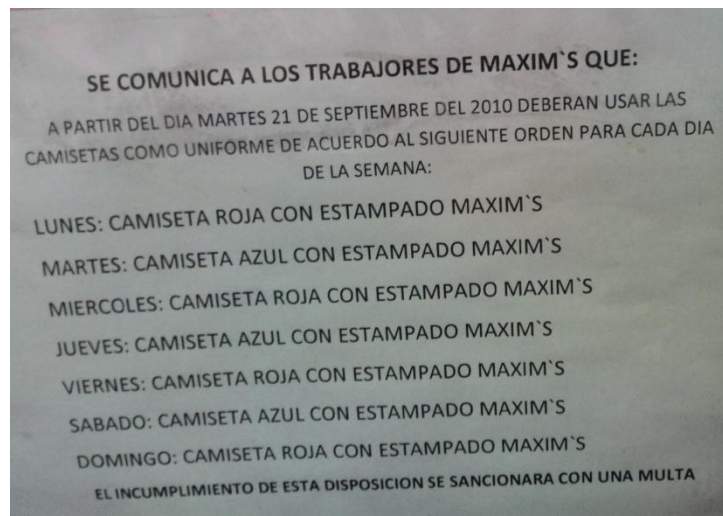 SE COMUNICA A LOS TRABAJORES DE MAXIM`S QUE:
A PARTIR DEL DIA MARTES 21 DE SEPTIEMBRE DEL 2010 DEBERAN USAR LAS
CAMISETAS COMO UNIFORME DE ACUERDO AL SIGUIENTE ORDEN PARA CADA DIA
DE LA SEMANA:
LUNES: CAMISETA ROJA CON ESTAMPADO MAXIM`S
MARTES: CAMISETA AZUL CON ESTAMPADO MAXIM`S
MIERCOLES: CAMISETA ROJA CON ESTAMPADO MAXIM`S
JUEVES: CAMISETA AZUL CON ESTAMPADO MAXIM`S
VIERNES: CAMISETA ROJA CON ESTAMPADO MAXIM`S
SABADO: CAMISETA AZUL CON ESTAMPADO MAXIM`S
DOMINGO: CAMISETA ROJA CON ESTAMPADO MAXIM`S
EL INCUMPLIMIENTO DE ESTA DISPOSICION SE SANCIONARA CON UNA MULTA